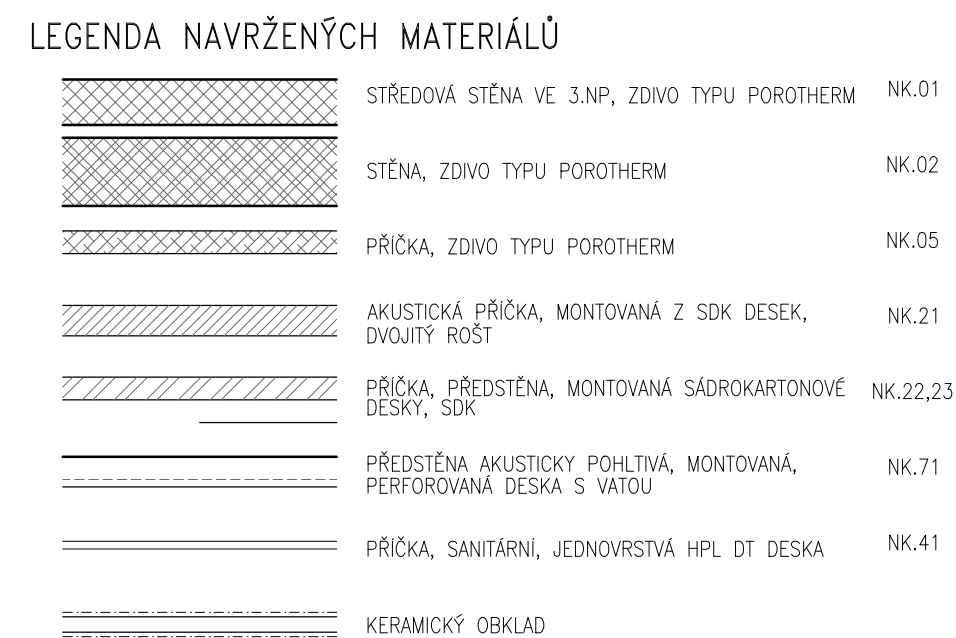 LEGENDA NAVRŽENÝCH MATERIÁLŮ
STŘEDOVÁ STĚNA VE 3.NP, ZDIVO TYPU POROTHERM NK.01
STĚNA, ZDIVO TYPU POROTHERM NK.02
PŘÍČKA, ZDIVO TYPU POROTHERM NK.05
AKUSTICKÁ PŘÍČKA, MONTOVANÁ Z SDK DESEK, NK.21
DVOJITÝ ROŠT
PŘÍČKA, PŘEDSTĚNA, MONTOVANÁ SÁDROKARTONOVÉ NK.22,23
DESKY, SDK
PŘEDSTĚNA AKUSTICKY POHLTIVÁ, MONTOVANÁ, NK.71
PERFOROVANÁ DESKA S VATOU
PŘÍČKA, SANITÁRNÍ, JEDNOVRSTVÁ HPL DT DESKA NK.41
KERAMICKÝ OBKLAD